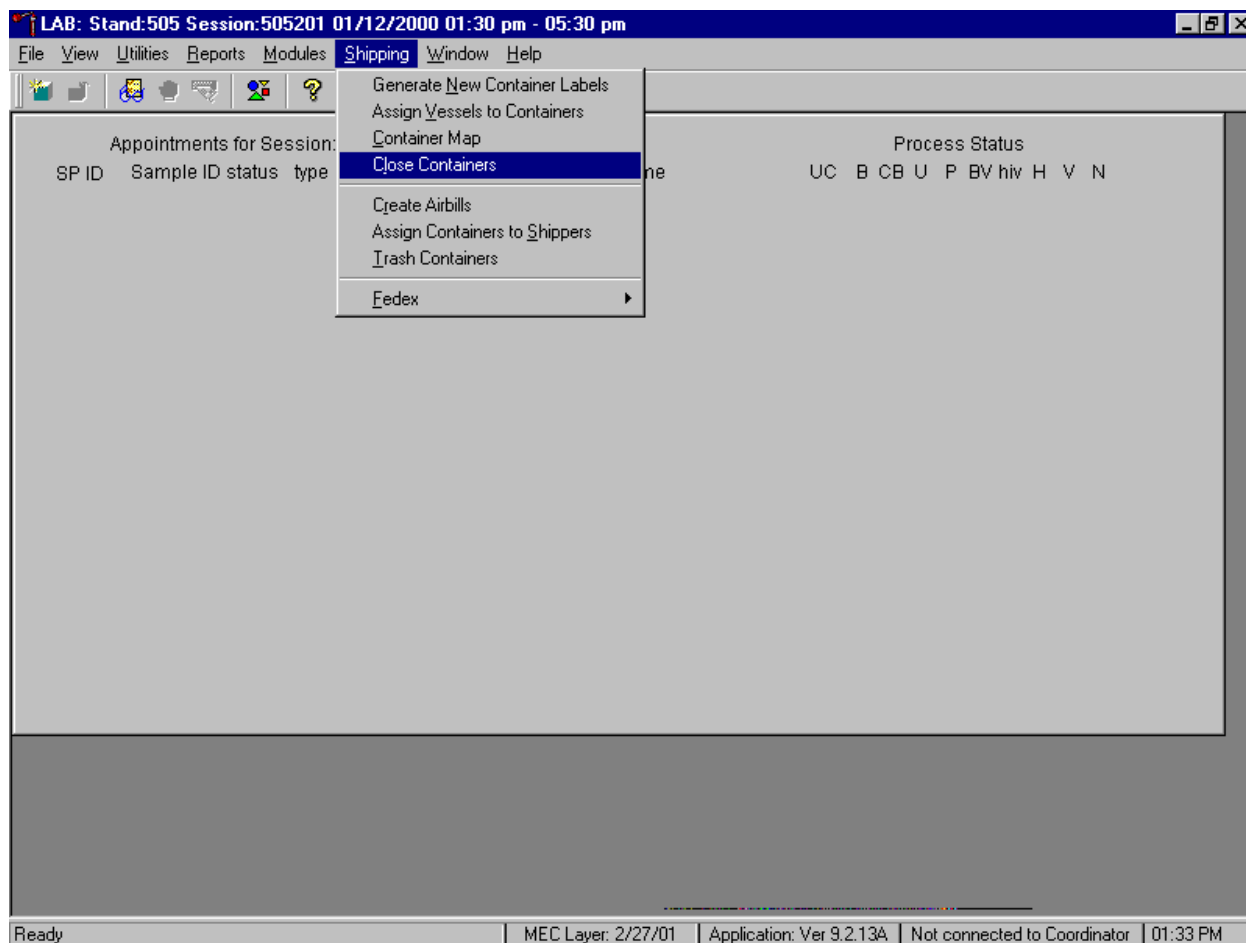 LAB: Stand:505 Session:505201 01/12/2000 01:30 pm - 05:30 pm
File View Utilities Reports Modules Shipping Window Help
Generate New Container Labels
Assign Vessels to Containers
Container Map
Close Containers
Create Airbills
Assign Containers to Shippers
Trash Containers
Fedex
Appointments for Session:
Process Status
SP ID Sample ID status type
UC B CB U P BV hiv H V N
Ready MEC Layer: 2/27/01 Application: Ver 9.2.13A Not connected to Coordinator 01:33 PM